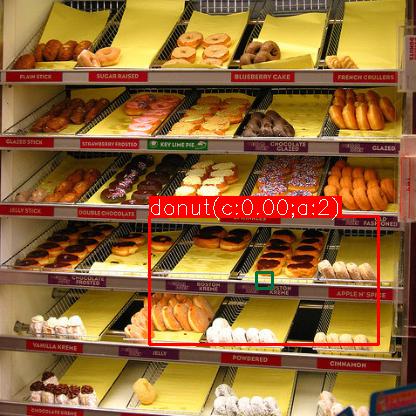 PLAIN STICK
SUGAR RAISED
BLUEBERRY CAKE
FRENCH CRULLERS
GLAZED STICK
STRAWBERRY FROSTED
KEY LIME PIE
CHOCOLATE GLAZED
JELLY STICK
DOUBLE CHOCOLATE
donut(c:0.00;a:2)
FASHIONED
CHOCOLATE FROSTED
BOSTON KREME
BOSTON KREME
APPLE N' SPICE
VANILLA KREME
JELLY
POWDERED
CINNAMON
CHOCOLATE KREME